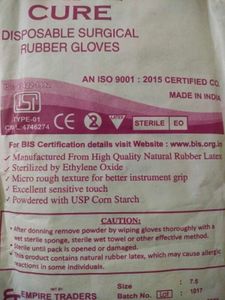 CURE
DISPOSABLE SURGICAL
RUBBER GLOVES
AN ISO 9001 : 2015 CERTIFIED CO.
MADE IN INDIA
TYPE-01
CM/L 4746274
CE
2
LATEX
STERILE EO
For BIS Certification details visit Website : www.bis.org.in
✓ Manufactured From High Quality Natural Rubber Latex
✓ Sterilized by Ethylene Oxide
✓ Micro rough texture for better instrument grip
✓ Excellent sensitive touch
✓ Powdered with USP Corn Starch
CAUTION:
* After donning remove powder by wiping gloves thoroughly with a
wet sterile sponge, sterile wet towel or other effective method.
* Sterile until pack is opened or damaged.
* This product contains natural rubber latex, which may cause allergic
reactions in some individuals.
EMPIRE TRADERS
Size : 7.5
Batch No. LOT : 1017